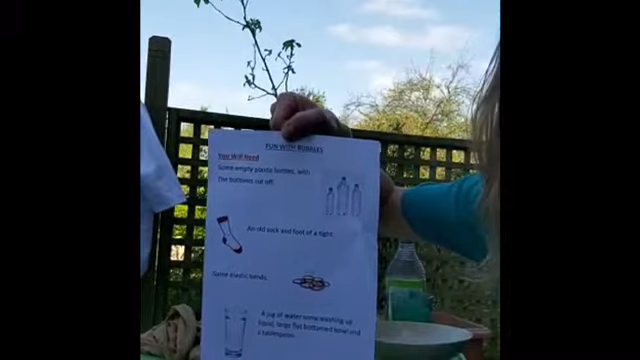 FUN WITH BUBBLES
You Will Need
Some empty plastic bottles, with
the bottoms cut off.
An old sock and foot of a tight.
Some elastic bands.
A jug of water some washing up
liquid, large flat bottomed bowl and
a tablespoon.